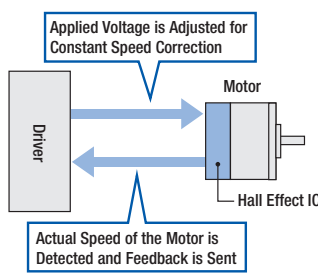 Applied Voltage is Adjusted for
Constant Speed Correction
Motor
Driver
Hall Effect IC
Actual Speed of the Motor is
Detected and Feedback is Sent